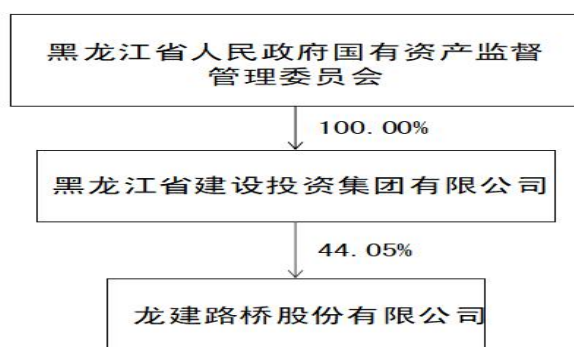 黑龙江省人民政府国有资产监督
管理委员会
100.00%
黑龙江省建设投资集团有限公司
44.05%
龙建路桥股份有限公司